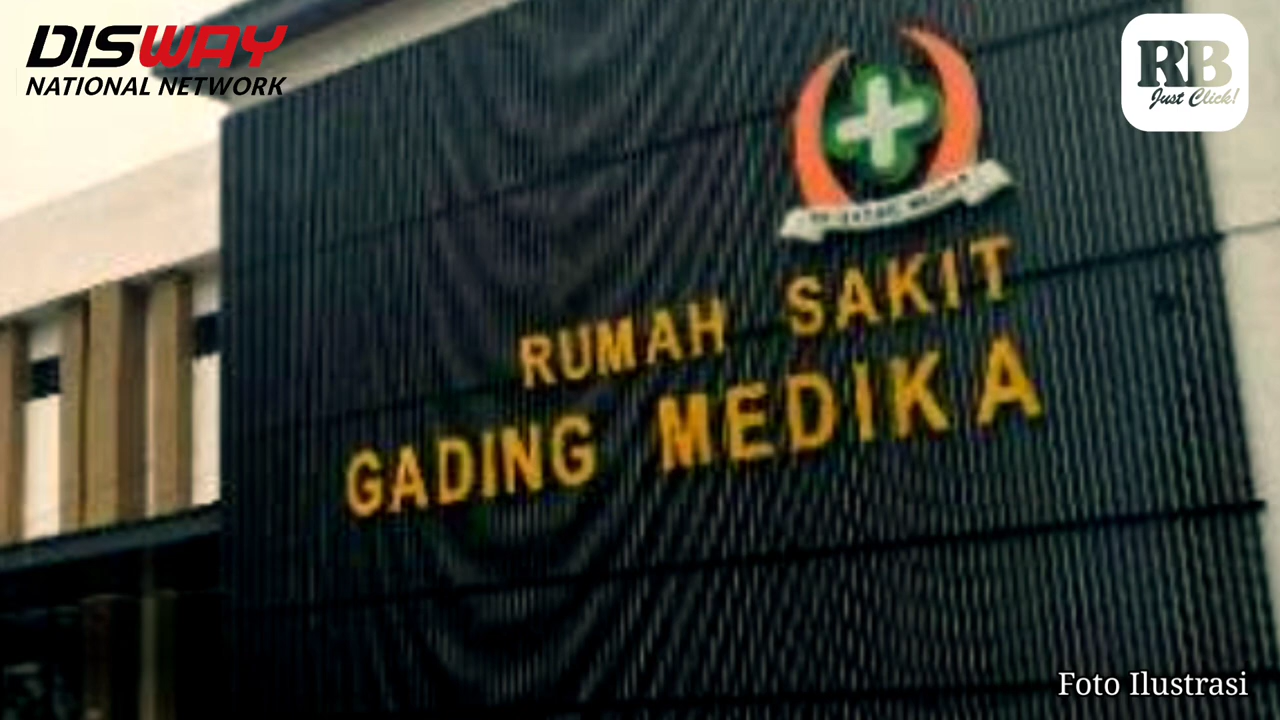 DISWAY
NATIONAL NETWORK
RB
Just Click!
RUMAH SAKIT
GADING MEDIKA
Foto Ilustrasi